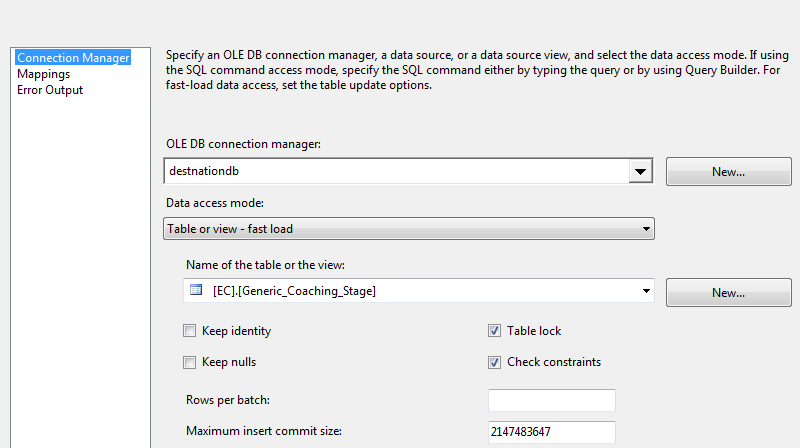 Connection Manager
Mappings
Error Output
Specify an OLE DB connection manager, a data source, or a data source view, and select the data access mode. If using
the SQL command access mode, specify the SQL command either by typing the query or by using Query Builder. For
fast-load data access, set the table update options.
OLE DB connection manager:
destnationdb
New...
Data access mode:
Table or view - fast load
Name of the table or the view:
[EC].[Generic_Coaching_Stage]
New...
Keep identity
Table lock
Keep nulls
Check constraints
Rows per batch:
Maximum insert commit size:
2147483647